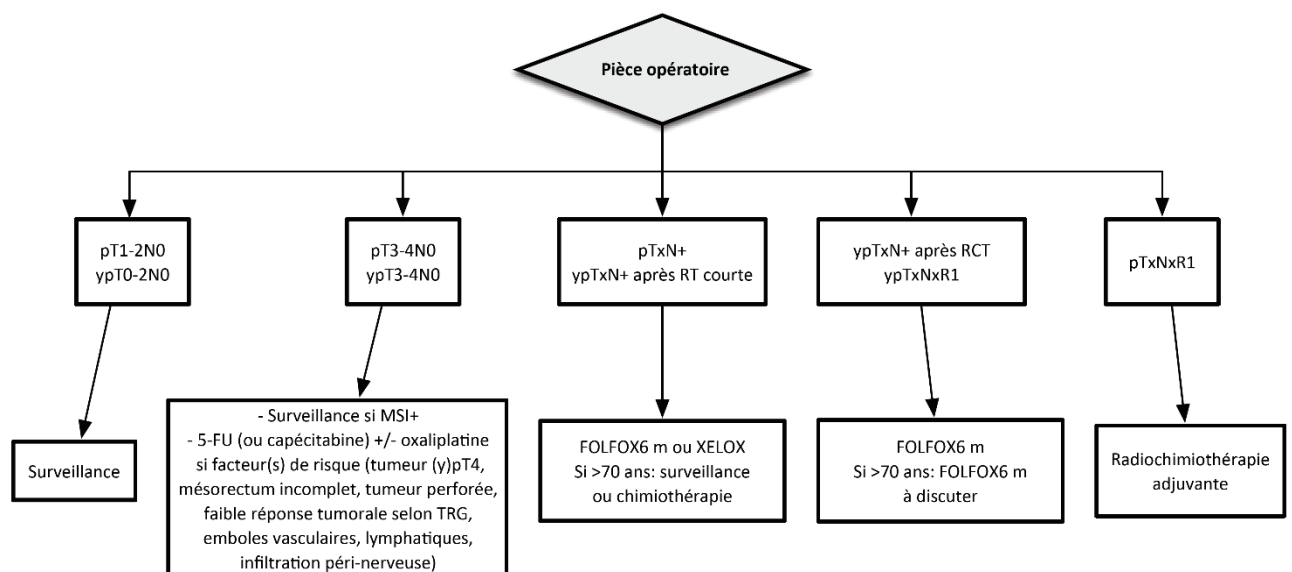 Pièce opératoire
pT1-2N0
ypT0-2N0
pT3-4N0
ypT3-4N0
pTxN+
ypTxN+ après RT courte
ypTxN+ après RCT
ypTxNxR1
pTxNxR1
Surveillance
- Surveillance si MSI+
- 5-FU (ou capécitabine) +/- oxaliplatine
si facteur(s) de risque (tumeur (y)pT4,
mésorectum incomplet, tumeur perforée,
faible réponse tumorale selon TRG,
emboles vasculaires, lymphatiques,
infiltration péri-nerveuse)
FOLFOX6 m ou XELOX
Si >70 ans: surveillance
ou chimiothérapie
FOLFOX6 m
Si >70 ans: FOLFOX6 m
à discuter
Radiochimiothérapie
adjuvante